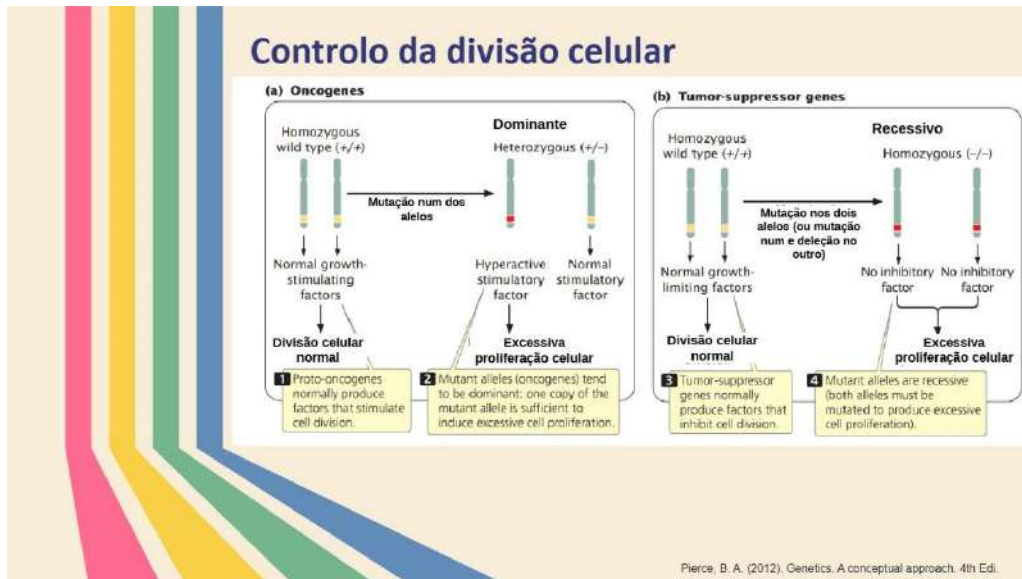 Controlo da divisão celular
(a) Oncogenes
Homozygous
wild type (+/+)
Dominante
Heterozygous (+/–)
Mutação num dos
alelos
Normal growth-
stimulating
factors
Hyperactive
stimulatory
factor
Normal
stimulatory
factor
Divisão celular
normal
Excessiva
proliferação celular
1 Proto-oncogenes
normally produce
factors that stimulate
cell division.
2 Mutant alleles (oncogenes) tend
to be dominant: one copy of the
mutant allele is sufficient to
induce excessive cell proliferation.
(b) Tumor-suppressor genes
Homozygous
wild type (+/+)
Recessivo
Homozygous (–/–)
Mutação nos dois
alelos (ou mutação
num e deleção no
outro)
Normal growth-
limiting factors
No inhibitory
factor
No inhibitory
factor
Divisão celular
normal
Excessiva
proliferação celular
3 Tumor-suppressor
genes normally
produce factors that
inhibit cell division.
4 Mutant alleles are recessive
(both alleles must be
mutated to produce excessive
cell proliferation).
Pierce, B. A. (2012). Genetics. A conceptual approach. 4th Edi.